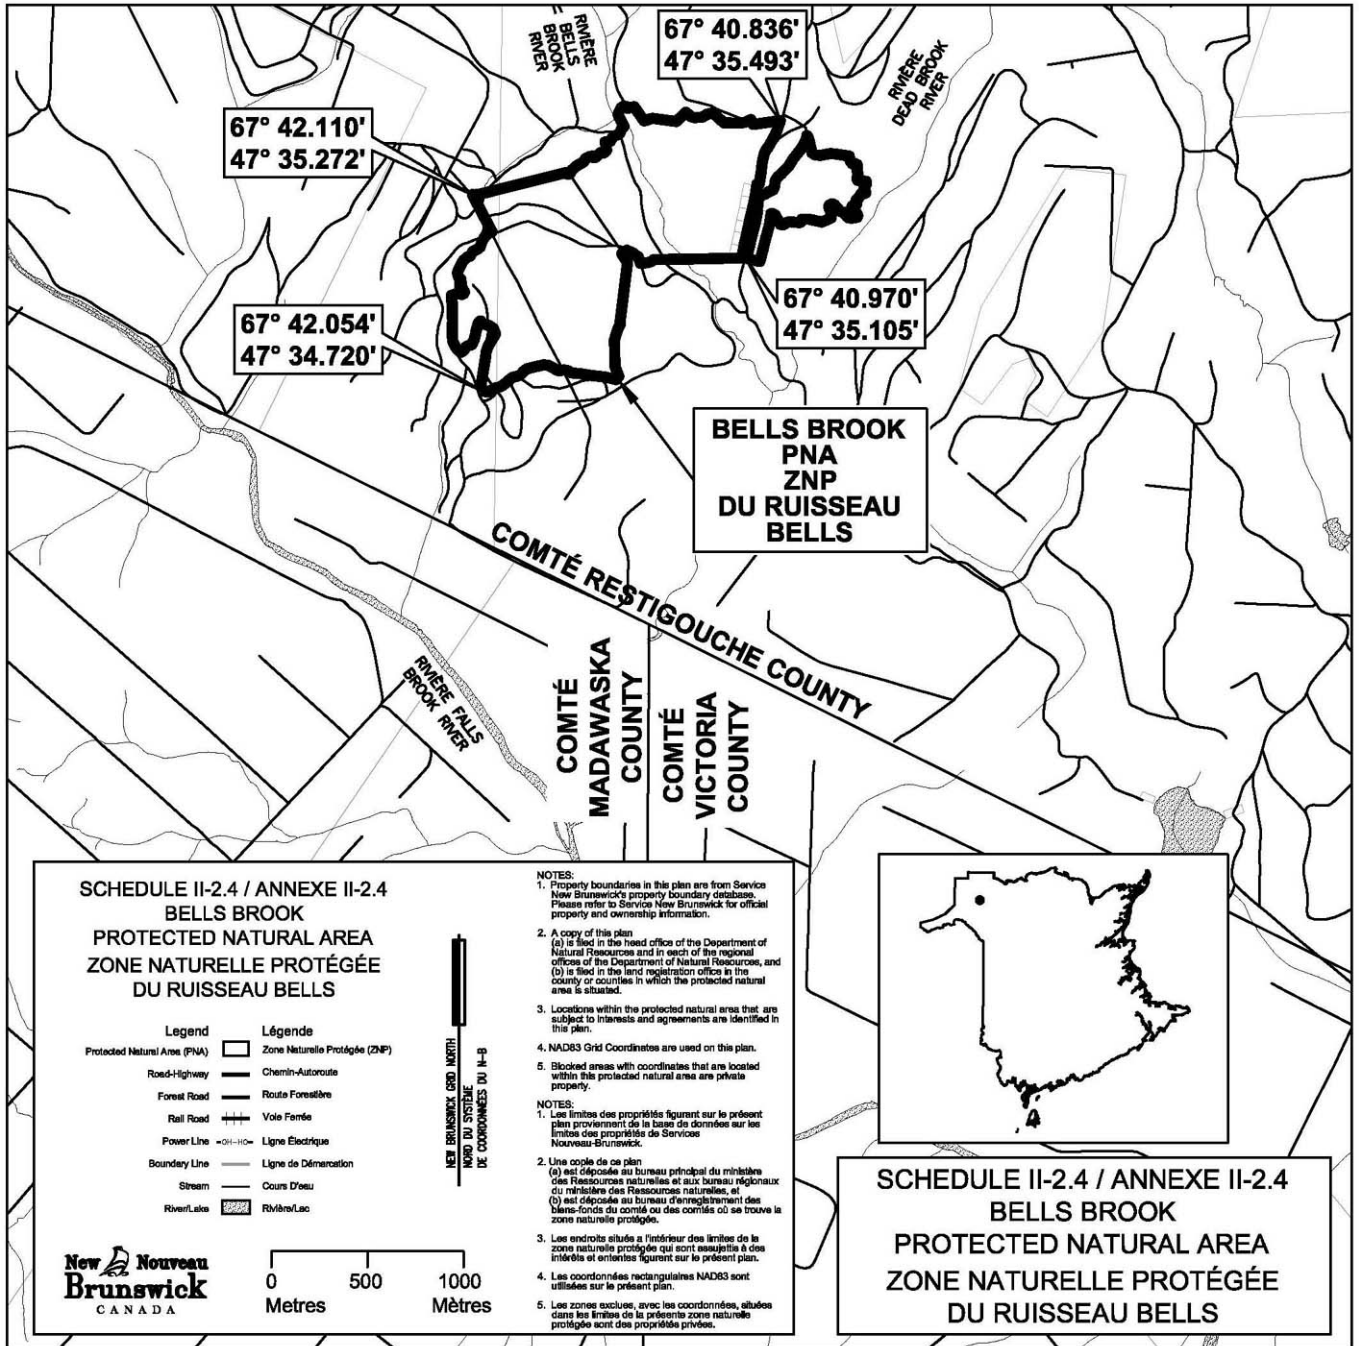 RIVIÈRE
BELLS
BROOK
RIVER
67° 40.836'
47° 35.493'
RIVIÈRE
DEAD BROOK
RIVER
67° 42.110'
47° 35.272'
67° 42.054'
47° 34.720'
67° 40.970'
47° 35.105'
BELLS BROOK
PNA
ZNP
DU RUISSEAU
BELLS
COMTÉ RESTIGOUCHE COUNTY
RIVIÈRE FALLS
BROOK RIVER
COMTÉ
MADAWASKA
COUNTY
COMTÉ
VICTORIA
COUNTY
SCHEDULE II-2.4 / ANNEXE II-2.4
BELLS BROOK
PROTECTED NATURAL AREA
ZONE NATURELLE PROTÉGÉE
DU RUISSEAU BELLS
Legend Légende
Protected Natural Area (PNA) Zone Naturelle Protégée (ZNP)
Road-Highway Chemin-Autoroute
Forest Road Route Forestière
Rail Road Voie Ferrée
Power Line -OH-HO- Ligne Électrique
Boundary Line Ligne de Démarcation
Stream Cours D'eau
River/Lake Rivière/Lac
NEW BRUNSWICK GRID NORTH
NORD DU SYSTÈME
DE COORDONNÉES DU N-B
New Nouveau
Brunswick
CANADA
0 500 1000
Metres Mètres
NOTES:
1. Property boundaries in this plan are from Service
New Brunswick's property boundary database.
Please refer to Service New Brunswick for official
property and ownership information.
2. A copy of this plan
(a) is filed in the head office of the Department of
Natural Resources and in each of the regional
offices of the Department of Natural Resources, and
(b) is filed in the land registration office in the
county or counties in which the protected natural
area is situated.
3. Locations within the protected natural area that are
subject to interests and agreements are identified in
this plan.
4. NAD83 Grid Coordinates are used on this plan.
5. Blocked areas with coordinates that are located
within this protected natural area are private
property.
NOTES:
1. Les limites des propriétés figurant sur le présent
plan proviennent de la base de données sur les
limites des propriétés de Services
Nouveau-Brunswick.
2. Une copie de ce plan
(a) est déposée au bureau principal du ministère
des Ressources naturelles et aux bureau régionaux
du ministère des Ressources naturelles, et
(b) est déposée au bureau d'enregistrement des
biens-fonds du comté ou des comtés où se trouve la
zone naturelle protégée.
3. Les endroits situés a l'intérieur des limites de la
zone naturelle protégée qui sont assujettis à des
intérêts et ententes figurent sur le présent plan.
4. Les coordonnées rectangulaires NAD83 sont
utilisées sur le présent plan.
5. Les zones exclues, avec les coordonnées, situées
dans les limites de la présente zone naturelle
protégée sont des propriétés privées.
SCHEDULE II-2.4 / ANNEXE II-2.4
BELLS BROOK
PROTECTED NATURAL AREA
ZONE NATURELLE PROTÉGÉE
DU RUISSEAU BELLS